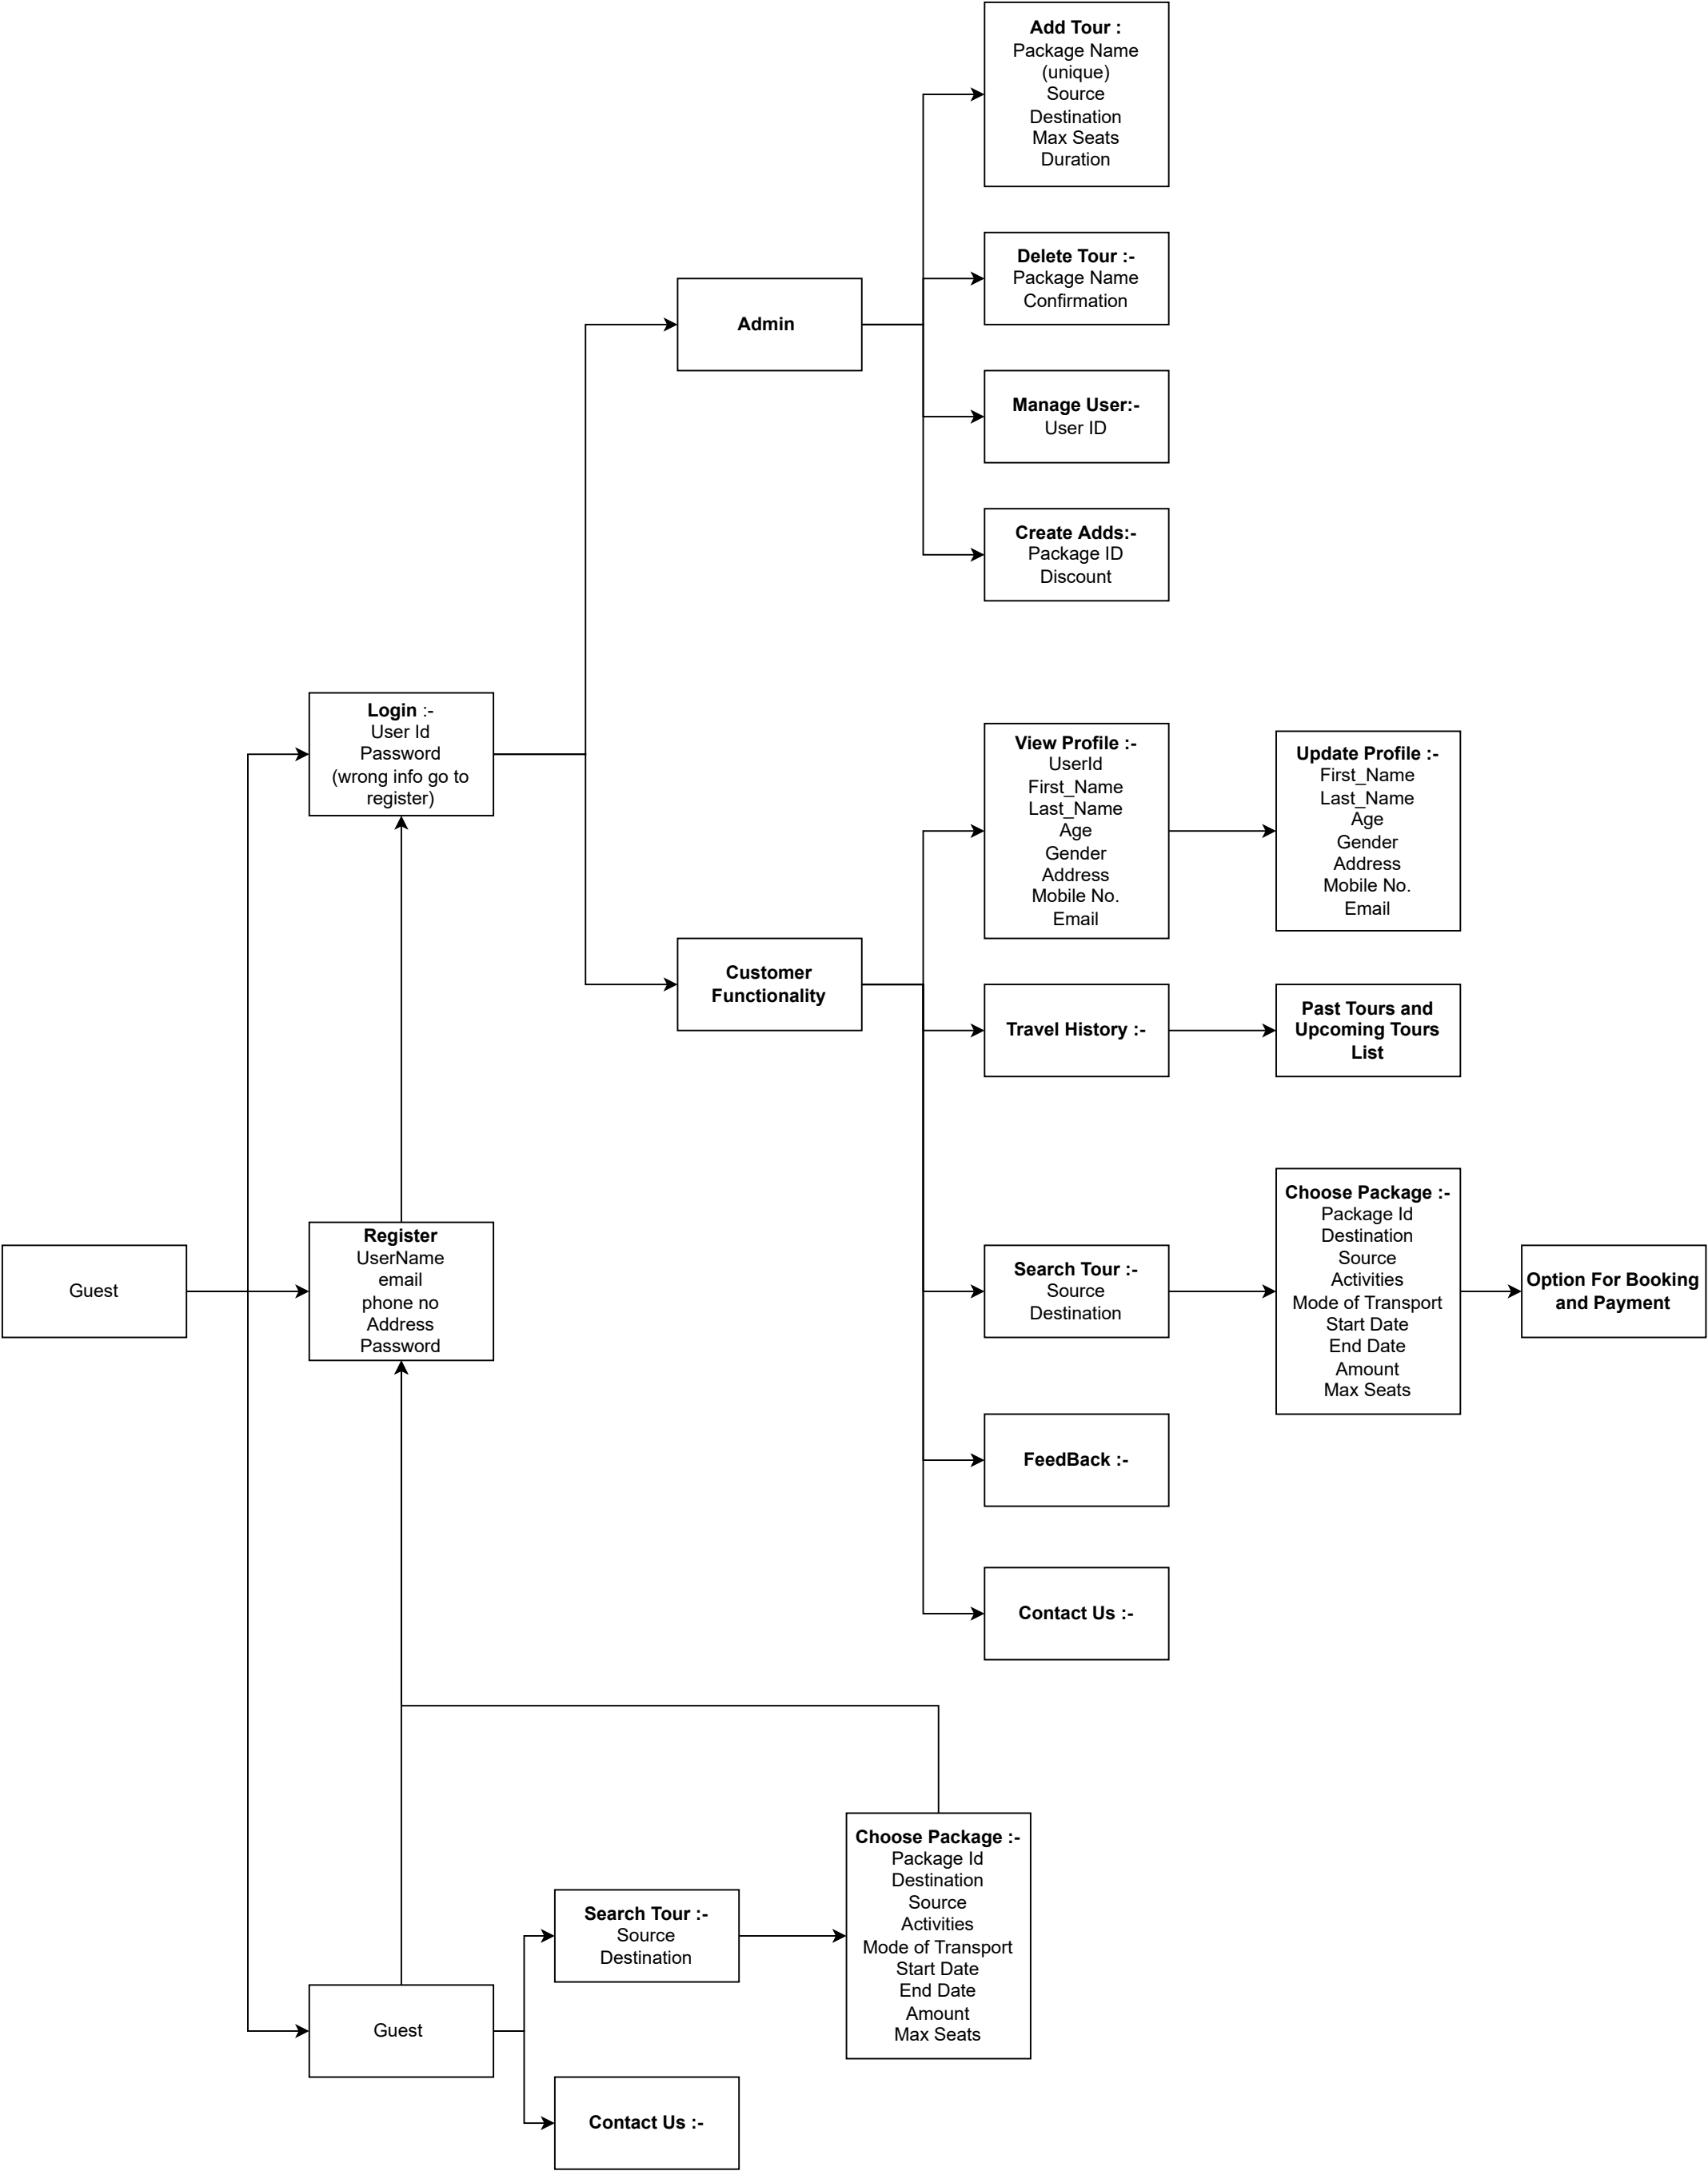 Add Tour :
Package Name
(unique)
Source
Destination
Max Seats
Duration
Delete Tour :-
Package Name
Confirmation
Admin
Manage User:-
User ID
Create Adds:-
Package ID
Discount
Login :-
User Id
Password
(wrong info go to
register)
View Profile :-
UserId
First_Name
Last_Name
Age
Gender
Address
Mobile No.
Email
Update Profile :-
First_Name
Last_Name
Age
Gender
Address
Mobile No.
Email
Customer
Functionality
Travel History :-
Past Tours and
Upcoming Tours
List
Guest
Register
UserName
email
phone no
Address
Password
Search Tour :-
Source
Destination
Choose Package :-
Package Id
Destination
Source
Activities
Mode of Transport
Start Date
End Date
Amount
Max Seats
Option For Booking
and Payment
FeedBack :-
Contact Us :-
Guest
Search Tour :-
Source
Destination
Choose Package :-
Package Id
Destination
Source
Activities
Mode of Transport
Start Date
End Date
Amount
Max Seats
Contact Us :-